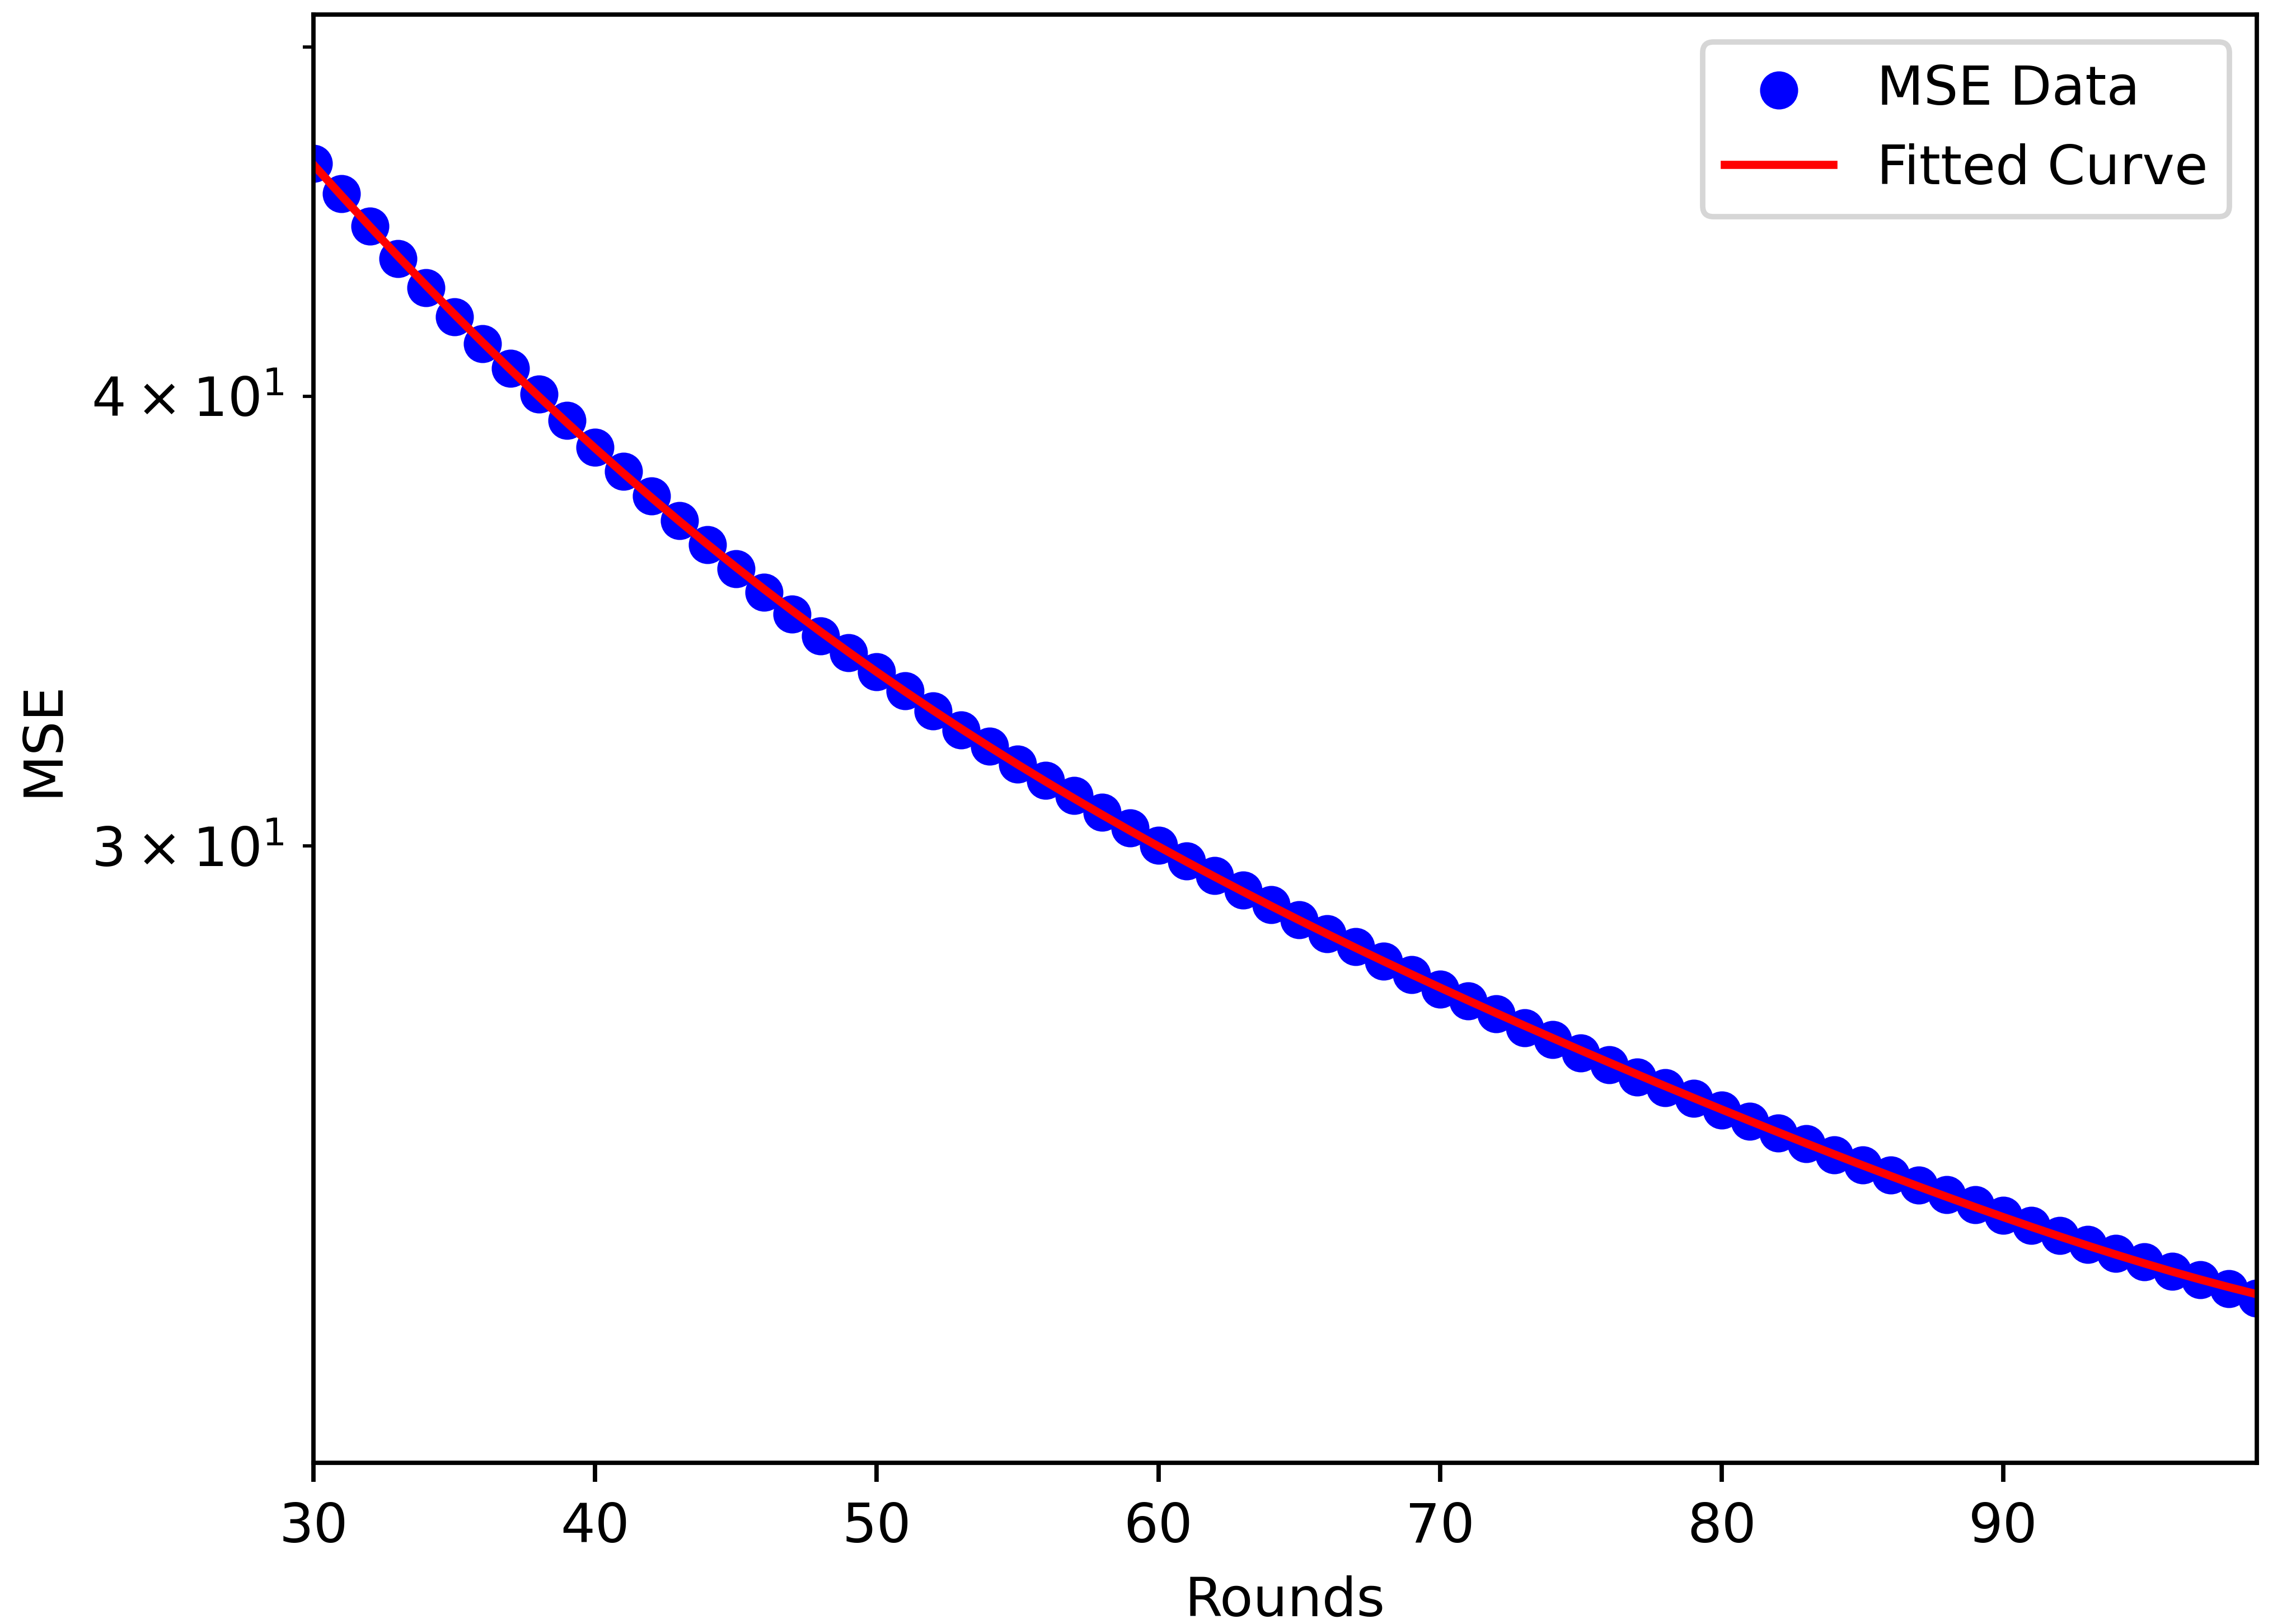 MSE Data
Fitted Curve
4 × 10¹
3 × 10¹
MSE
30 40 50 60 70 80 90
Rounds